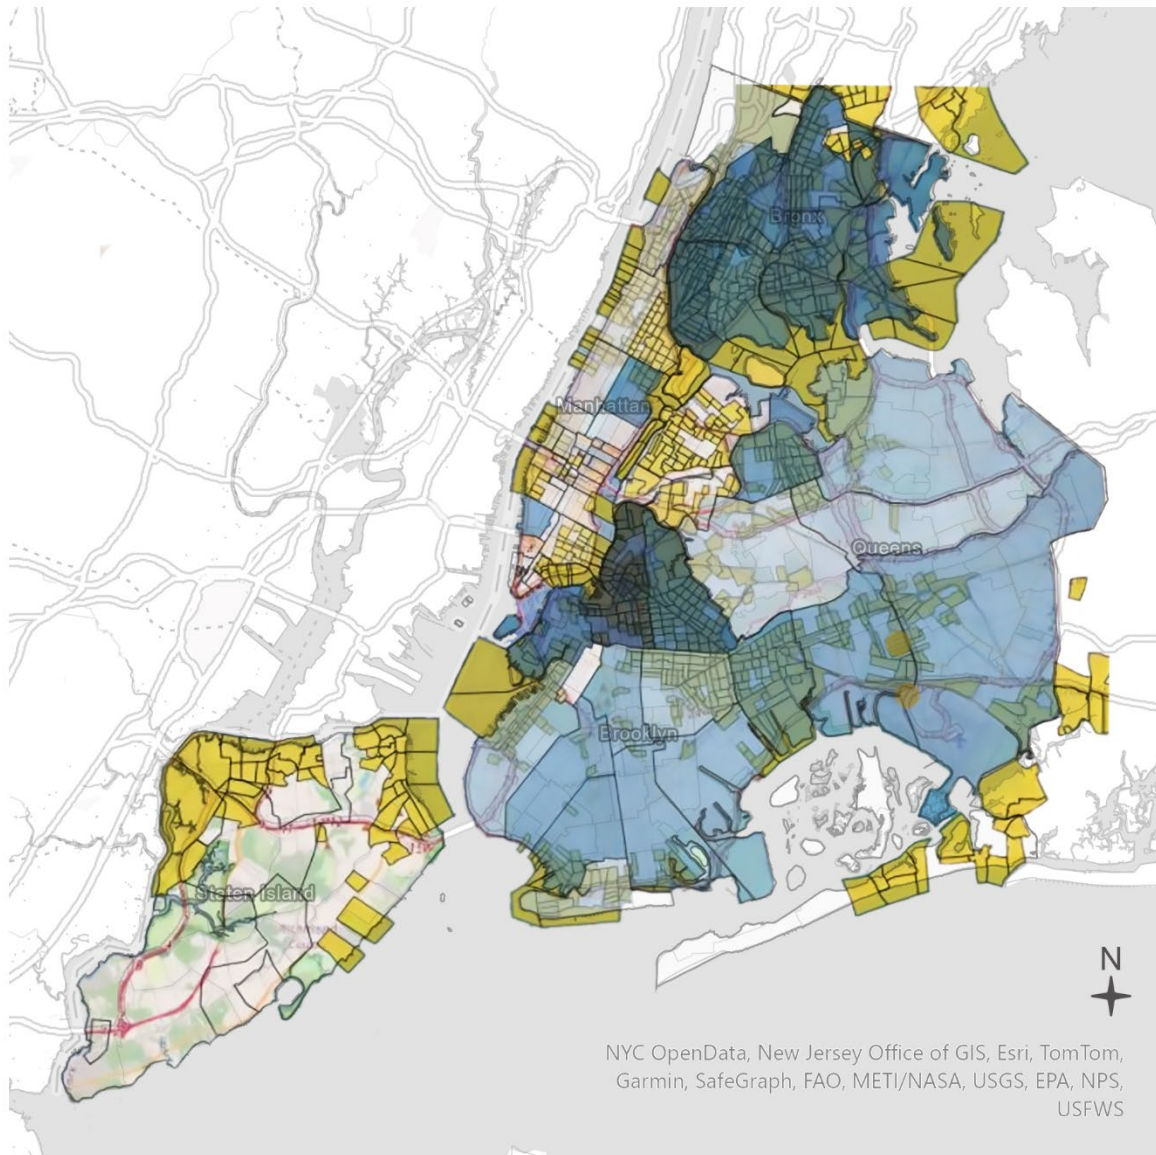 Bronx
Manhattan
Queens
Brooklyn
Staten Island
N
NYC OpenData, New Jersey Office of GIS, Esri, TomTom,
Garmin, SafeGraph, FAO, METI/NASA, USGS, EPA, NPS,
USFWS